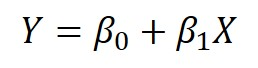 Y = β₀ + β₁X